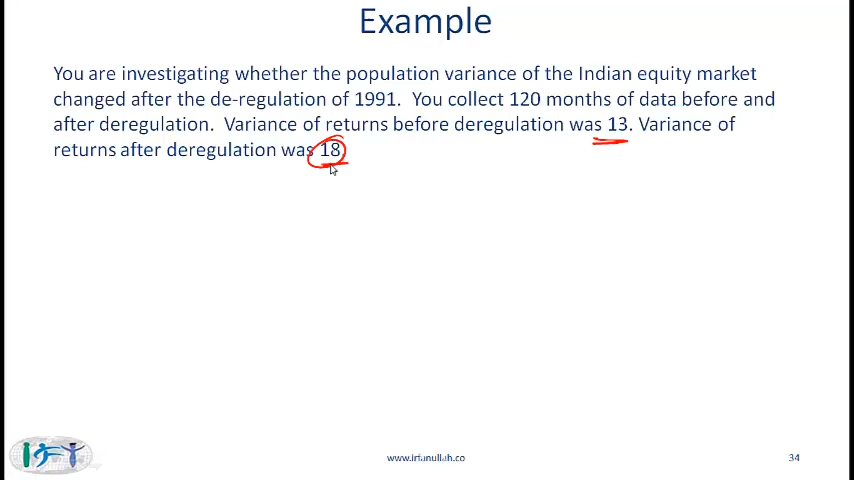 Example
You are investigating whether the population variance of the Indian equity market
changed after the de-regulation of 1991.  You collect 120 months of data before and
after deregulation.  Variance of returns before deregulation was 13. Variance of
returns after deregulation was 18.
www.irfanullah.co
34